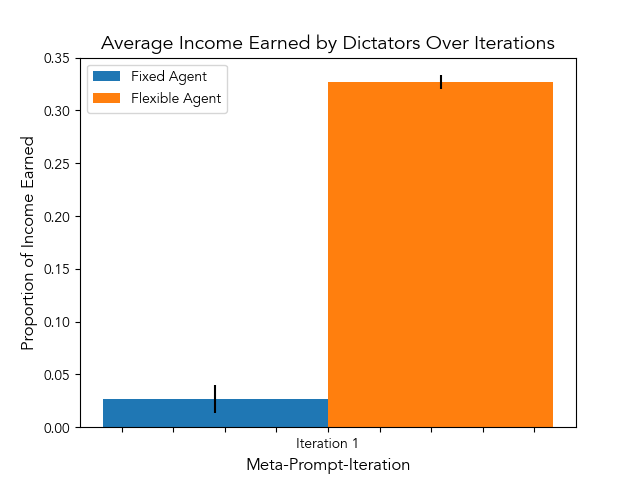 Average Income Earned by Dictators Over Iterations
Fixed Agent
Flexible Agent
Proportion of Income Earned
0.35
0.30
0.25
0.20
0.15
0.10
0.05
0.00
Iteration 1
Meta-Prompt-Iteration